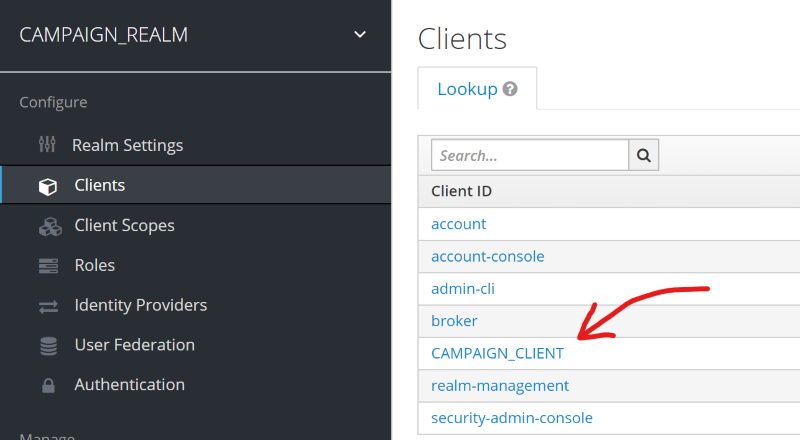 CAMPAIGN_REALM
Configure
Realm Settings
Clients
Client Scopes
Roles
Identity Providers
User Federation
Authentication
Manage
Clients
Lookup
Search...
Client ID
account
account-console
admin-cli
broker
CAMPAIGN_CLIENT
realm-management
security-admin-console